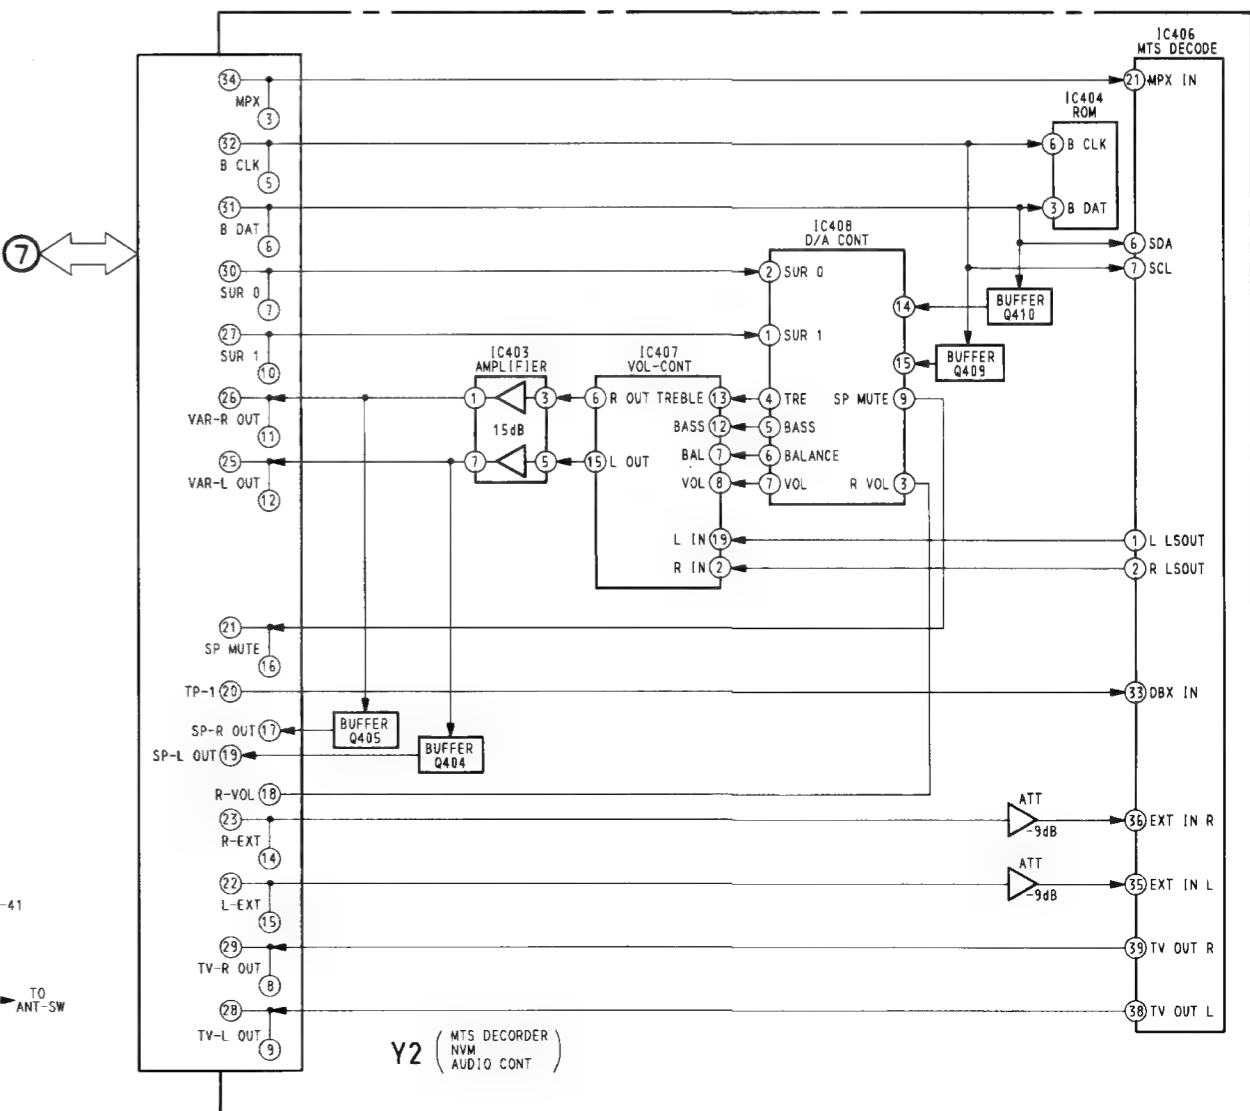 IC406
MTS DECODE
34
MPX
3
21 MPX IN
IC404
ROM
32
B CLK
5
6 B CLK
31
B DAT
6
3 B DAT
7
IC408
D/A CONT
6 SDA
7 SCL
30
SUR 0
7
2 SUR 0
14
BUFFER
Q410
27
SUR 1
10
1 SUR 1
15
BUFFER
Q409
IC403
AMPLIFIER
IC407
VOL-CONT
26
VAR-R OUT
11
1
3
15dB
6 R OUT
TREBLE 13
4 TRE
SP MUTE 9
BASS 12
5 BASS
25
VAR-L OUT
12
7
5
15 L OUT
BAL 7
6 BALANCE
VOL 8
7 VOL
R VOL 3
L IN 19
1 L LSOUT
R IN 2
2 R LSOUT
21
SP MUTE
16
TP-1 20
33 DBX IN
SP-R OUT 17
BUFFER
Q405
SP-L OUT 19
BUFFER
Q404
R-VOL 18
23
R-EXT
14
ATT
-9dB
36 EXT IN R
22
L-EXT
15
ATT
-9dB
35 EXT IN L
-41
29
TV-R OUT
8
39 TV OUT R
TO
ANT-SW
28
TV-L OUT
9
38 TV OUT L
Y2
MTS DECORDER
NVM
AUDIO CONT